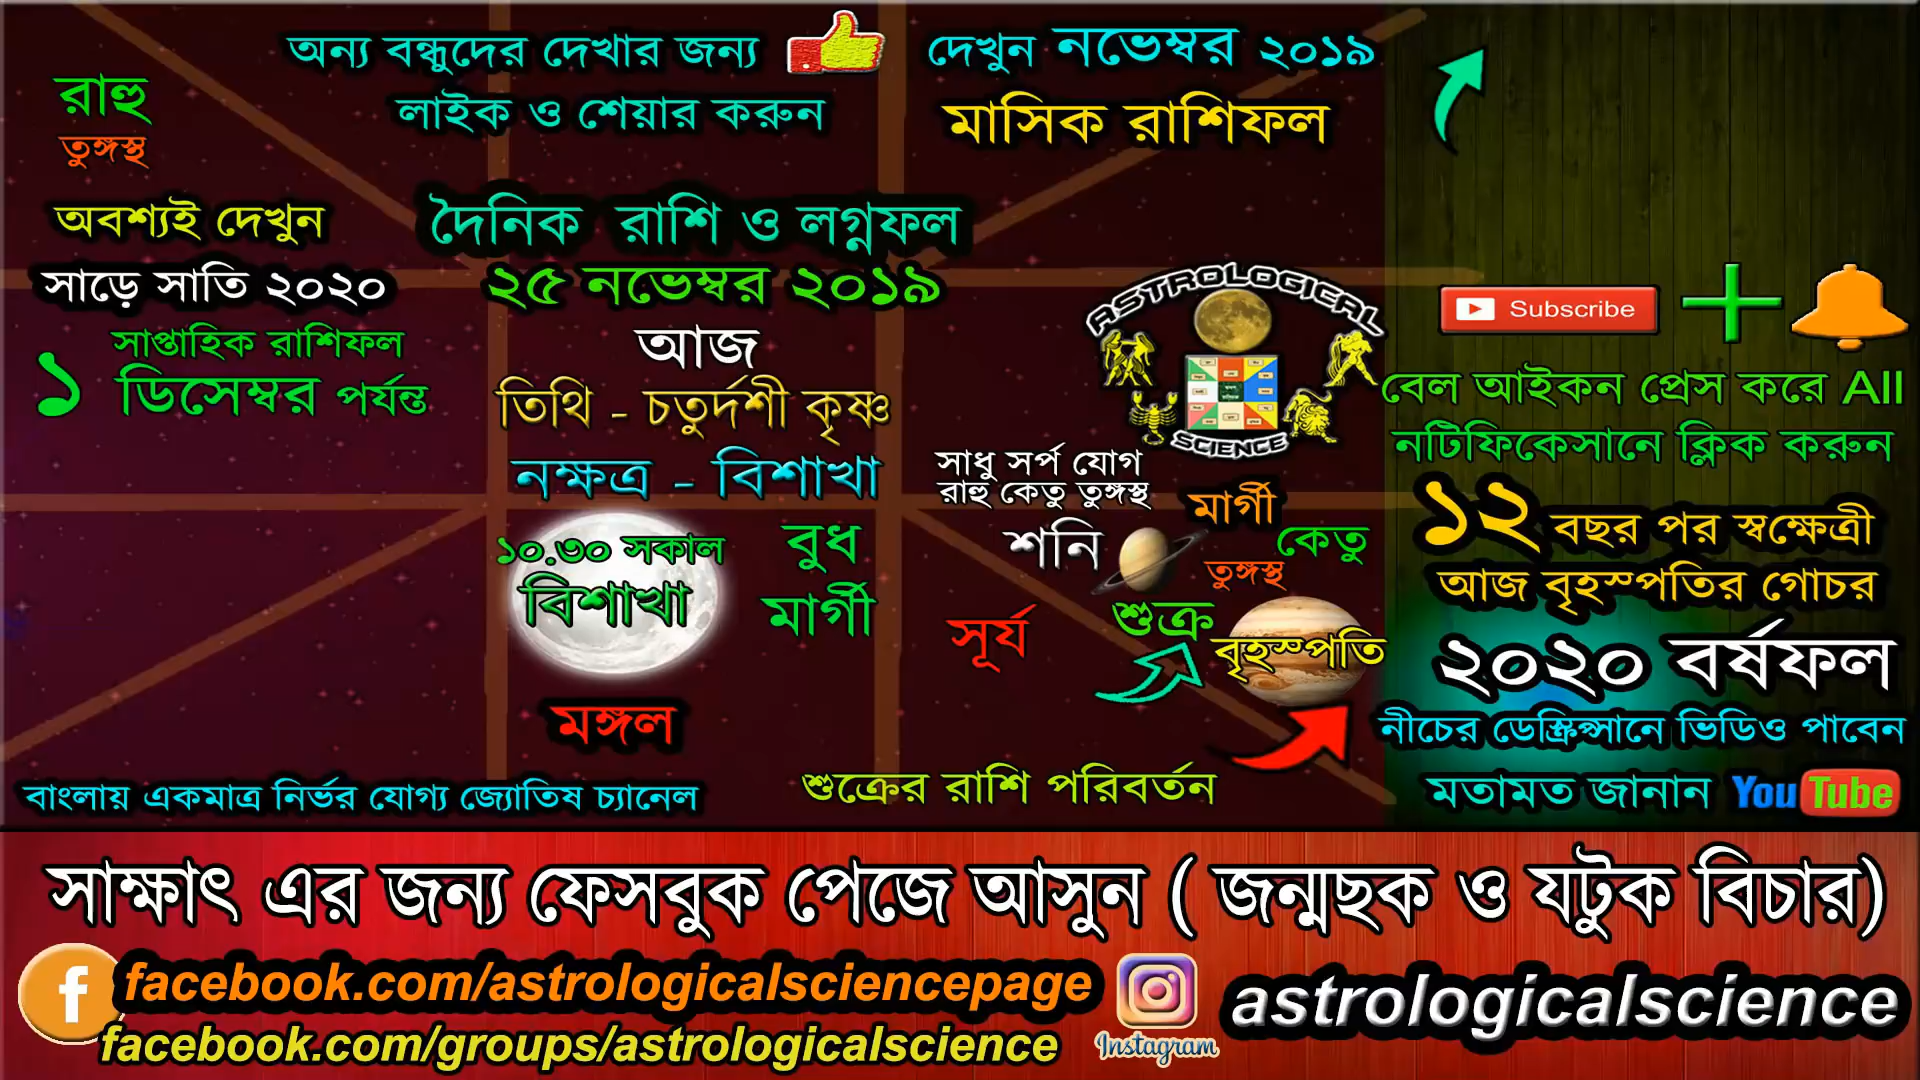 অন্য বন্ধুদের দেখার জন্য
লাইক ও শেয়ার করুন
দেখুন নভেম্বর ২০১৯
মাসিক রাশিফল
রাহু
তুঙ্গস্থ
অবশ্যই দেখুন
সাড়ে সাতি ২০২০
সাপ্তাহিক রাশিফল
১ ডিসেম্বর পর্যন্ত
দৈনিক রাশি ও লগ্নফল
২৫ নভেম্বর ২০১৯
আজ
তিথি - চতুর্দশী কৃষ্ণ
নক্ষত্র - বিশাখা
১০.৩০ সকাল
বিশাখা
বুধ
মার্গী
মঙ্গল
ASTROLOGICAL
SCIENCE
সাধু সর্প যোগ
রাহু কেতু তুঙ্গস্থ
শনি
মার্গী
কেতু
তুঙ্গস্থ
সূর্য
শুক্র
বৃহস্পতি
শুক্রের রাশি পরিবর্তন
Subscribe
বেল আইকন প্রেস করে All
নটিফিকেসানে ক্লিক করুন
১২ বছর পর স্বক্ষেত্রী
আজ বৃহস্পতির গোচর
২০২০ বর্ষফল
নীচের ডেস্ক্রিপ্সানে ভিডিও পাবেন
মতামত জানান YouTube
বাংলায় একমাত্র নির্ভর যোগ্য জ্যোতিষ চ্যানেল
সাক্ষাৎ এর জন্য ফেসবুক পেজে আসুন ( জন্মছক ও যটুক বিচার)
f facebook.com/astrologicalsciencepage
facebook.com/groups/astrologicalscience
Instagram
astrologicalscience